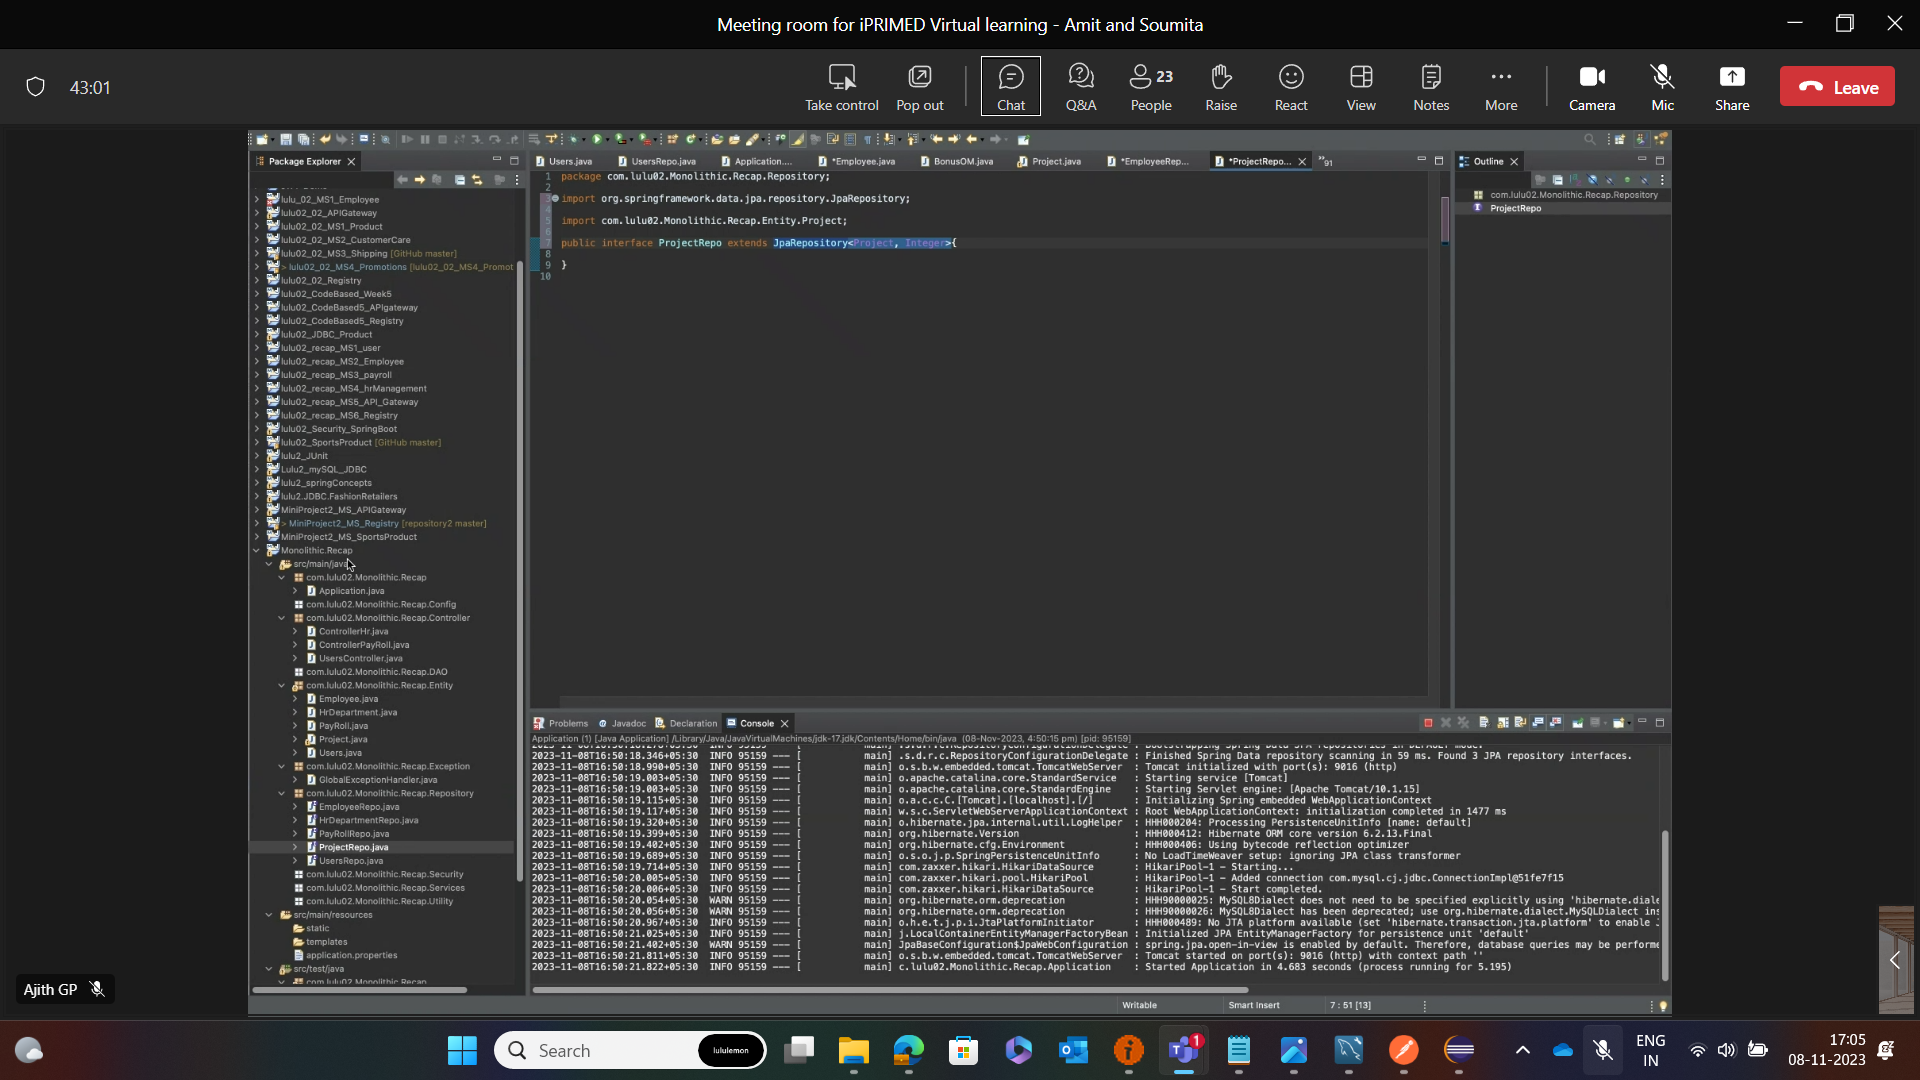 Meeting room for iPRIMED Virtual learning - Amit and Soumita
43:01
Take control
Pop out
Chat
Q&A
23
People
Raise
React
View
Notes
More
Camera
Mic
Share
Leave
Package Explorer
lulu_02_MS1_Employee
lulu02_02_APIGateway
lulu02_02_MS1_Product
lulu02_02_MS2_CustomerCare
lulu02_02_MS3_Shipping [GitHub master]
> lulu02_02_MS4_Promotions [lulu02_02_MS4_Promot
lulu02_02_Registry
lulu02_CodeBased_Week5
lulu02_CodeBased5_APIgateway
lulu02_CodeBased5_Registry
lulu02_JDBC_Product
lulu02_recap_MS1_user
lulu02_recap_MS2_Employee
lulu02_recap_MS3_payroll
lulu02_recap_MS4_hrManagement
lulu02_recap_MS5_API_Gateway
lulu02_recap_MS6_Registry
lulu02_Security_SpringBoot
lulu02_SportsProduct [GitHub master]
lulu2_JUnit
Lulu2_mySQL_JDBC
lulu2_springConcepts
lulu2.JDBC.FashionRetailers
MiniProject2_MS_APIGateway
> MiniProject2_MS_Registry [repository2 master]
MiniProject2_MS_SportsProduct
Monolithic.Recap
src/main/java
com.lulu02.Monolithic.Recap
Application.java
com.lulu02.Monolithic.Recap.Config
com.lulu02.Monolithic.Recap.Controller
ControllerHr.java
ControllerPayRoll.java
UsersController.java
com.lulu02.Monolithic.Recap.DAO
com.lulu02.Monolithic.Recap.Entity
Employee.java
HrDepartment.java
PayRoll.java
Project.java
Users.java
com.lulu02.Monolithic.Recap.Exception
GlobalExceptionHandler.java
com.lulu02.Monolithic.Recap.Repository
EmployeeRepo.java
HrDepartmentRepo.java
PayRollRepo.java
ProjectRepo.java
UsersRepo.java
com.lulu02.Monolithic.Recap.Security
com.lulu02.Monolithic.Recap.Services
com.lulu02.Monolithic.Recap.Utility
src/main/resources
static
templates
application.properties
src/test/java
com.lulu02.Monolithic.Recap
Users.java
UsersRepo.java
Application....
*Employee.java
BonusOM.java
Project.java
*EmployeeRep...
*ProjectRepo...
"91
1 package com.lulu02.Monolithic.Recap.Repository;
2
3 import org.springframework.data.jpa.repository.JpaRepository;
4
5 import com.lulu02.Monolithic.Recap.Entity.Project;
6
7 public interface ProjectRepo extends JpaRepository<Project, Integer>{
8
9 }
10
Outline
com.lulu02.Monolithic.Recap.Repository
ProjectRepo
Problems
Javadoc
Declaration
Console
Application (1) [Java Application] /Library/Java/JavaVirtualMachines/jdk-17.jdk/Contents/Home/bin/java (08-Nov-2023, 4:50:15 pm) [pid: 95159]
2023-11-08T16:50:18.346+05:30 INFO 95159 --- [ main] .s.d.r.c.RepositoryConfigurationDelegate : Finished Spring Data repository scanning in 59 ms. Found 3 JPA repository interfaces.
2023-11-08T16:50:18.990+05:30 INFO 95159 --- [ main] o.s.b.w.embedded.tomcat.TomcatWebServer : Tomcat initialized with port(s): 9016 (http)
2023-11-08T16:50:19.003+05:30 INFO 95159 --- [ main] o.apache.catalina.core.StandardService : Starting service [Tomcat]
2023-11-08T16:50:19.003+05:30 INFO 95159 --- [ main] o.apache.catalina.core.StandardEngine : Starting Servlet engine: [Apache Tomcat/10.1.15]
2023-11-08T16:50:19.115+05:30 INFO 95159 --- [ main] o.a.c.c.C.[Tomcat].[localhost].[/] : Initializing Spring embedded WebApplicationContext
2023-11-08T16:50:19.117+05:30 INFO 95159 --- [ main] w.s.c.ServletWebServerApplicationContext : Root WebApplicationContext: initialization completed in 1477 ms
2023-11-08T16:50:19.320+05:30 INFO 95159 --- [ main] o.hibernate.jpa.internal.util.LogHelper : HHH000204: Processing PersistenceUnitInfo [name: default]
2023-11-08T16:50:19.399+05:30 INFO 95159 --- [ main] org.hibernate.Version : HHH000412: Hibernate ORM core version 6.2.13.Final
2023-11-08T16:50:19.402+05:30 INFO 95159 --- [ main] org.hibernate.cfg.Environment : HHH000406: Using bytecode reflection optimizer
2023-11-08T16:50:19.689+05:30 INFO 95159 --- [ main] o.s.o.j.p.SpringPersistenceUnitInfo : No LoadTimeWeaver setup: ignoring JPA class transformer
2023-11-08T16:50:19.714+05:30 INFO 95159 --- [ main] com.zaxxer.hikari.HikariDataSource : HikariPool-1 - Starting...
2023-11-08T16:50:20.005+05:30 INFO 95159 --- [ main] com.zaxxer.hikari.pool.HikariPool : HikariPool-1 - Added connection com.mysql.cj.jdbc.ConnectionImpl@51fe7f15
2023-11-08T16:50:20.006+05:30 INFO 95159 --- [ main] com.zaxxer.hikari.HikariDataSource : HikariPool-1 - Start completed.
2023-11-08T16:50:20.054+05:30 WARN 95159 --- [ main] org.hibernate.orm.deprecation : HHH90000025: MySQL8Dialect does not need to be specified explicitly using 'hibernate.diale
2023-11-08T16:50:20.056+05:30 WARN 95159 --- [ main] org.hibernate.orm.deprecation : HHH90000026: MySQL8Dialect has been deprecated; use org.hibernate.dialect.MySQLDialect ins
2023-11-08T16:50:20.967+05:30 INFO 95159 --- [ main] o.h.e.t.j.p.i.JtaPlatformInitiator : HHH000489: No JTA platform available (set 'hibernate.transaction.jta.platform' to enable J
2023-11-08T16:50:21.025+05:30 INFO 95159 --- [ main] j.LocalContainerEntityManagerFactoryBean : Initialized JPA EntityManagerFactory for persistence unit 'default'
2023-11-08T16:50:21.402+05:30 WARN 95159 --- [ main] JpaBaseConfiguration$JpaWebConfiguration : spring.jpa.open-in-view is enabled by default. Therefore, database queries may be performe
2023-11-08T16:50:21.811+05:30 INFO 95159 --- [ main] o.s.b.w.embedded.tomcat.TomcatWebServer : Tomcat started on port(s): 9016 (http) with context path ''
2023-11-08T16:50:21.822+05:30 INFO 95159 --- [ main] c.lulu02.Monolithic.Recap.Application : Started Application in 4.683 seconds (process running for 5.195)
Writable
Smart Insert
7 : 51 [13]
Ajith GP
Search
lululemon
1
ENG
IN
17:05
08-11-2023